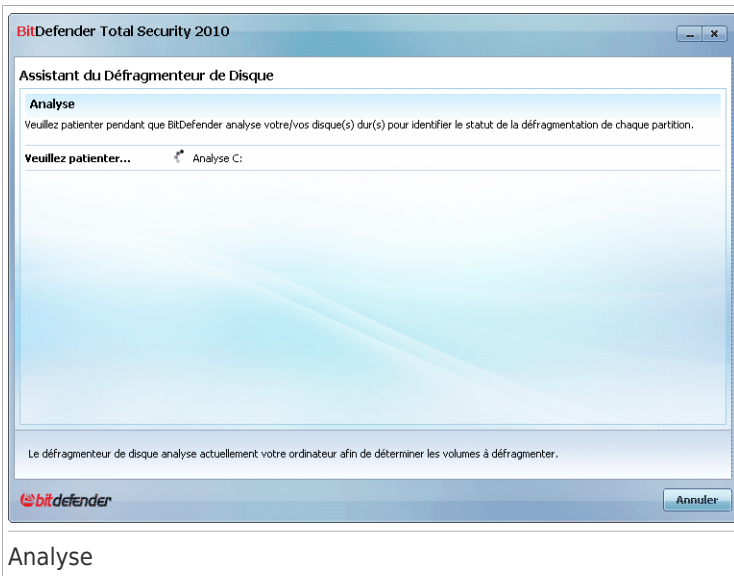 BitDefender Total Security 2010
Assistant du Défragmenteur de Disque
Analyse
Veuillez patienter pendant que BitDefender analyse votre/vos disque(s) dur(s) pour identifier le statut de la défragmentation de chaque partition.
Veuillez patienter... Analyse C:
Le défragmenteur de disque analyse actuellement votre ordinateur afin de déterminer les volumes à défragmenter.
bitdefender Annuler
Analyse